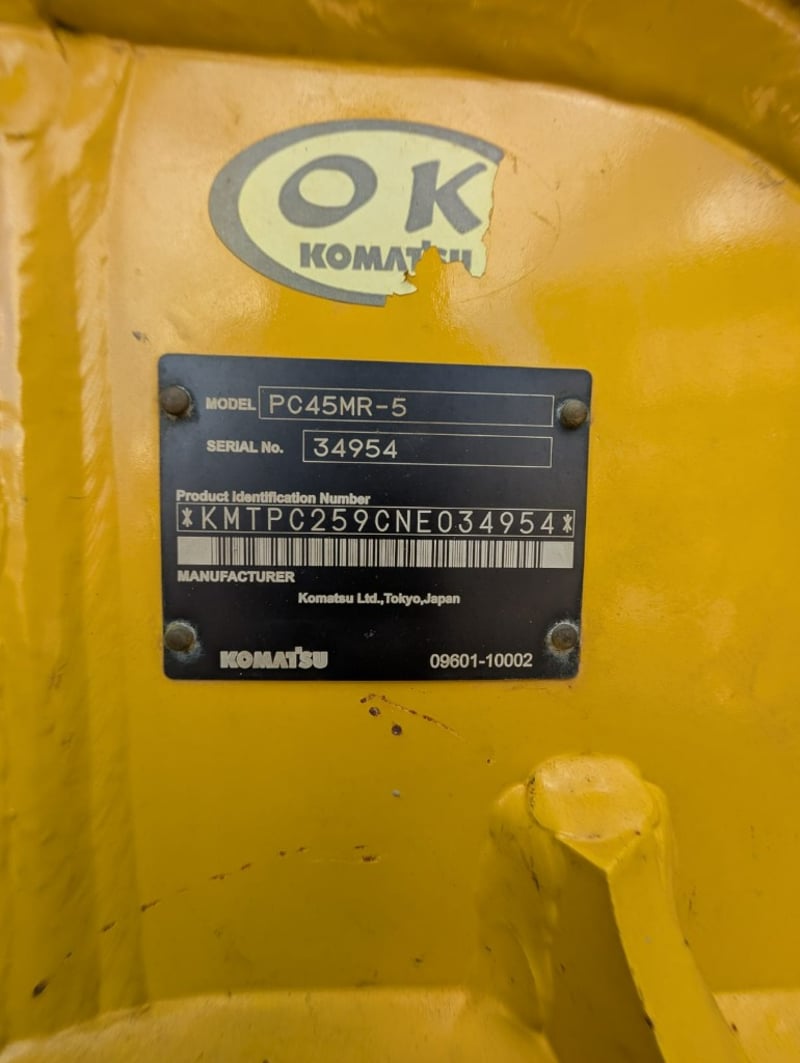 OK
KOMATSU
MODEL PC45MR-5
SERIAL No. 34954
Product Identification Number
*KMTPC259CNE034954*
MANUFACTURER
Komatsu Ltd.,Tokyo,Japan
KOMATSU 09601-10002